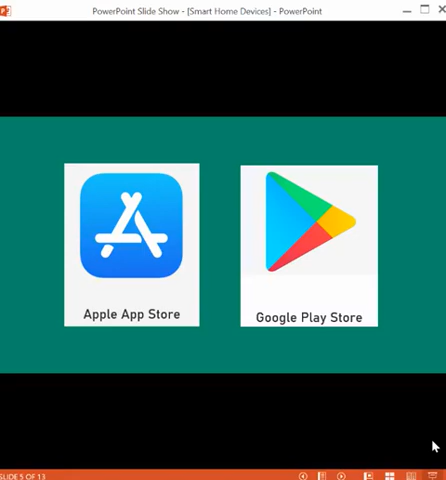 PowerPoint Slide Show - [Smart Home Devices] - PowerPoint
Apple App Store
Google Play Store
SLIDE 5 OF 13